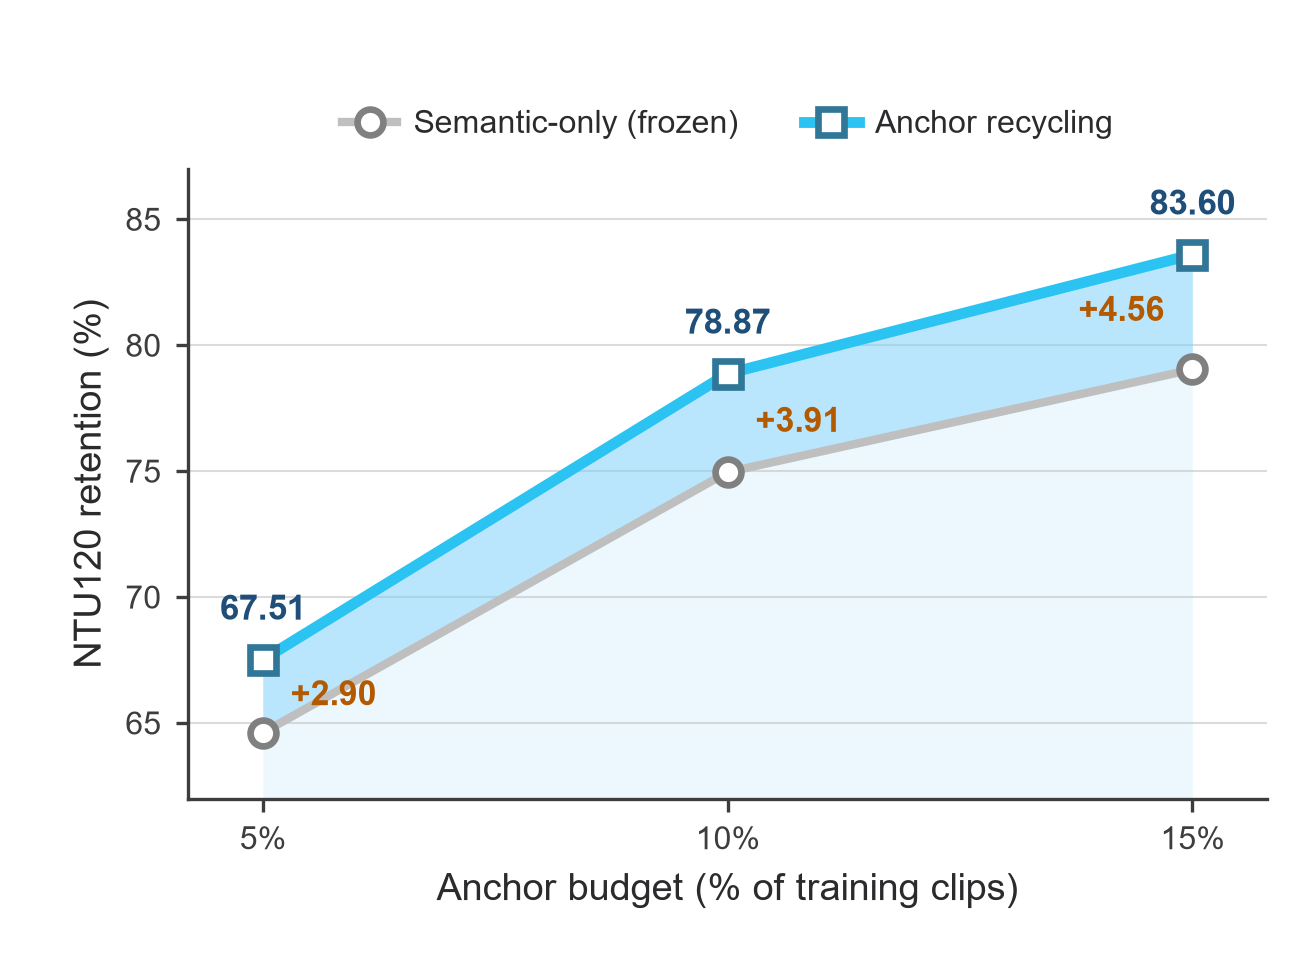 Semantic-only (frozen) Anchor recycling
NTU120 retention (%)
85
80
75
70
65
83.60
+4.56
78.87
+3.91
67.51
+2.90
5% 10% 15%
Anchor budget (% of training clips)